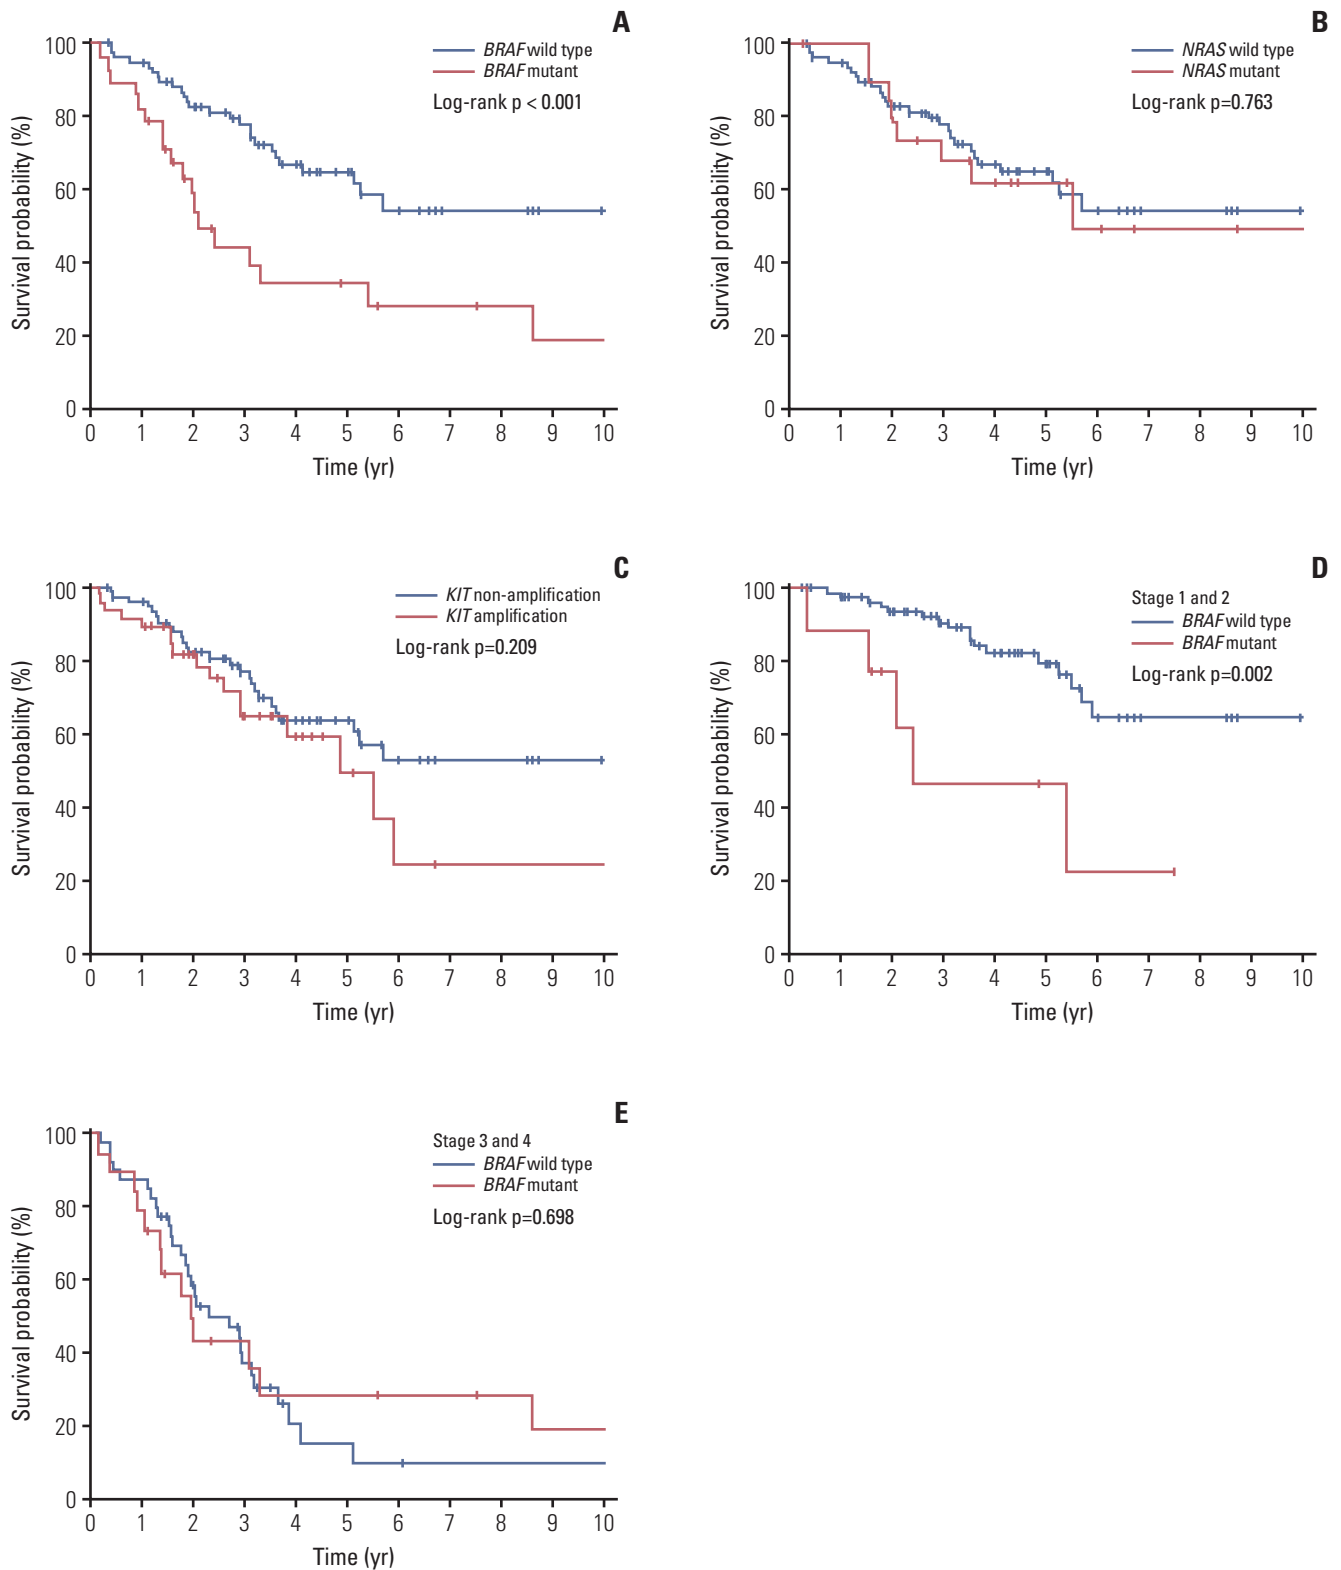 A
BRAF wild type
BRAF mutant
Log-rank p < 0.001
Survival probability (%)
100
80
60
40
20
0
0 1 2 3 4 5 6 7 8 9 10
Time (yr)
B
NRAS wild type
NRAS mutant
Log-rank p=0.763
Survival probability (%)
100
80
60
40
20
0
0 1 2 3 4 5 6 7 8 9 10
Time (yr)
C
KIT non-amplification
KIT amplification
Log-rank p=0.209
Survival probability (%)
100
80
60
40
20
0
0 1 2 3 4 5 6 7 8 9 10
Time (yr)
D
Stage 1 and 2
BRAF wild type
BRAF mutant
Log-rank p=0.002
Survival probability (%)
100
80
60
40
20
0
0 1 2 3 4 5 6 7 8 9 10
Time (yr)
E
Stage 3 and 4
BRAF wild type
BRAF mutant
Log-rank p=0.698
Survival probability (%)
100
80
60
40
20
0
0 1 2 3 4 5 6 7 8 9 10
Time (yr)